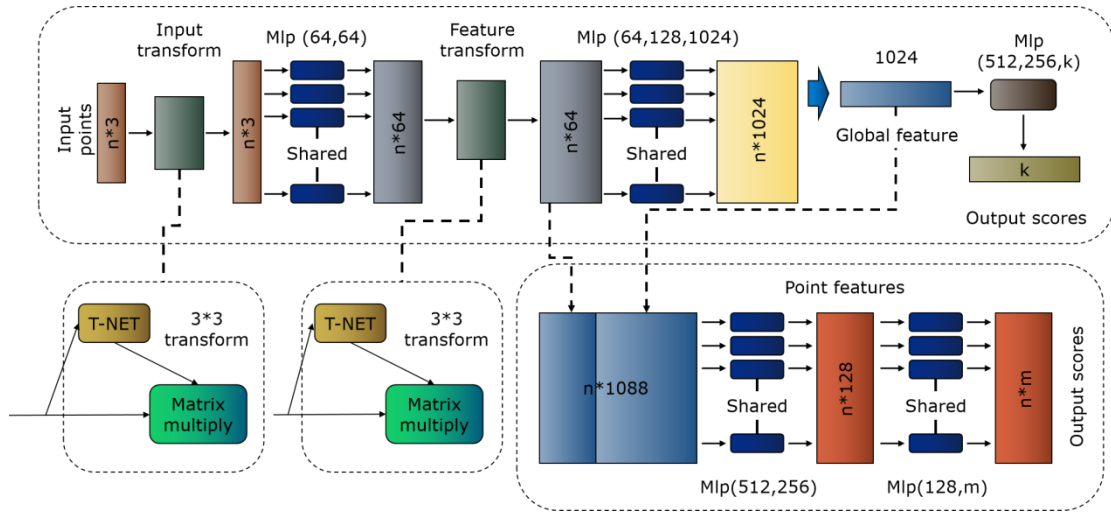 Input
transform
Mlp (64,64)
Feature
transform
Mlp (64,128,1024)
1024
Mlp
(512,256,k)
Input
points
n*3
n*3
Shared
n*64
n*64
Shared
n*1024
Global feature
k
Output scores
T-NET
3*3
transform
Matrix
multiply
T-NET
3*3
transform
Matrix
multiply
Point features
n*1088
Shared
n*128
Shared
n*m
Output scores
Mlp(512,256)
Mlp(128,m)